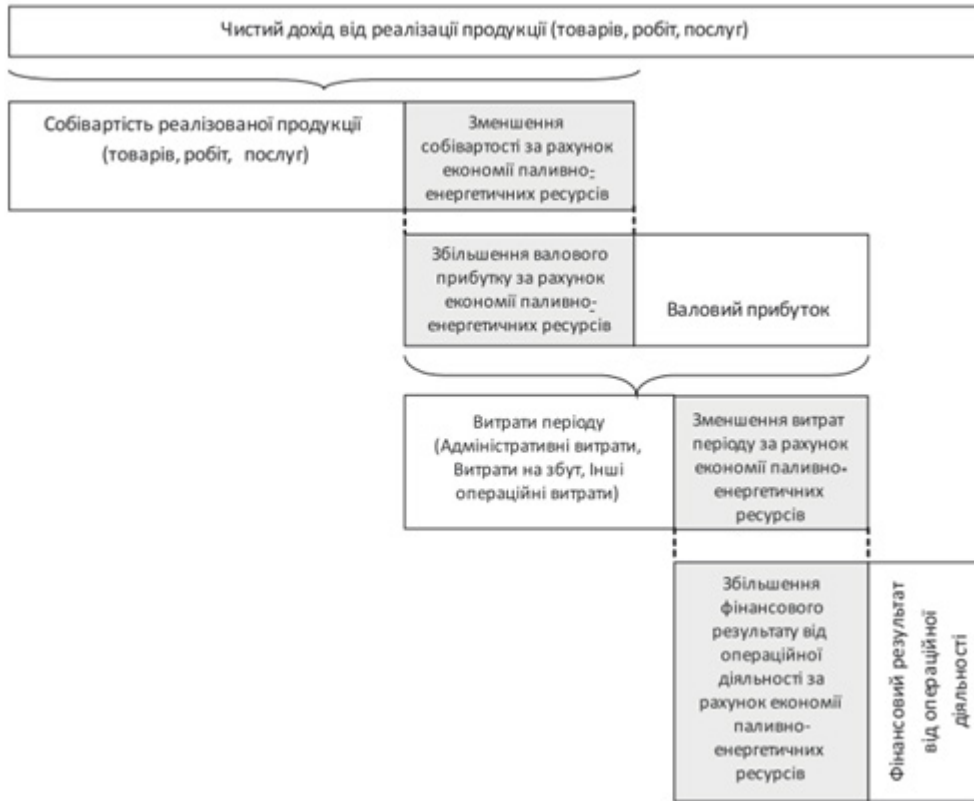 Чистий дохід від реалізації продукції (товарів, робіт, послуг)
Собівартість реалізованої продукції
(товарів, робіт, послуг)
Зменшення
собівартості за рахунок
економії паливно-
енергетичних ресурсів
Збільшення валового
прибутку за рахунок
економії паливно-
енергетичних ресурсів
Валовий прибуток
Витрати періоду
(Адміністративні витрати,
Витрати на збут, Інші
операційні витрати)
Зменшення витрат
періоду за рахунок
економії паливно-
енергетичних
ресурсів
Збільшення
фінансового
результату від
операційної
діяльності за
рахунок економії
паливно-
енергетичних
ресурсів
Фінансовий результат
від операційної
діяльності